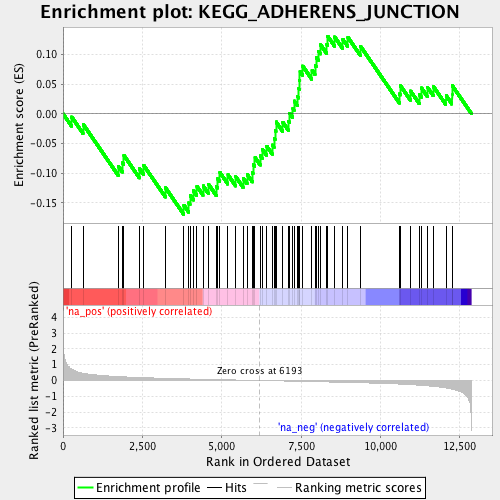 Enrichment plot: KEGG_ADHERENS_JUNCTION
Enrichment score (ES)
0.10
0.05
0.00
-0.05
-0.10
-0.15
'na_pos' (positively correlated)
Ranked list metric (PreRanked)
4
3
2
1
0
-1
-2
-3
Zero cross at 6193
'na_neg' (negatively correlated)
0
2,500
5,000
7,500
10,000
12,500
Rank in Ordered Dataset
Enrichment profile
Hits
Ranking metric scores